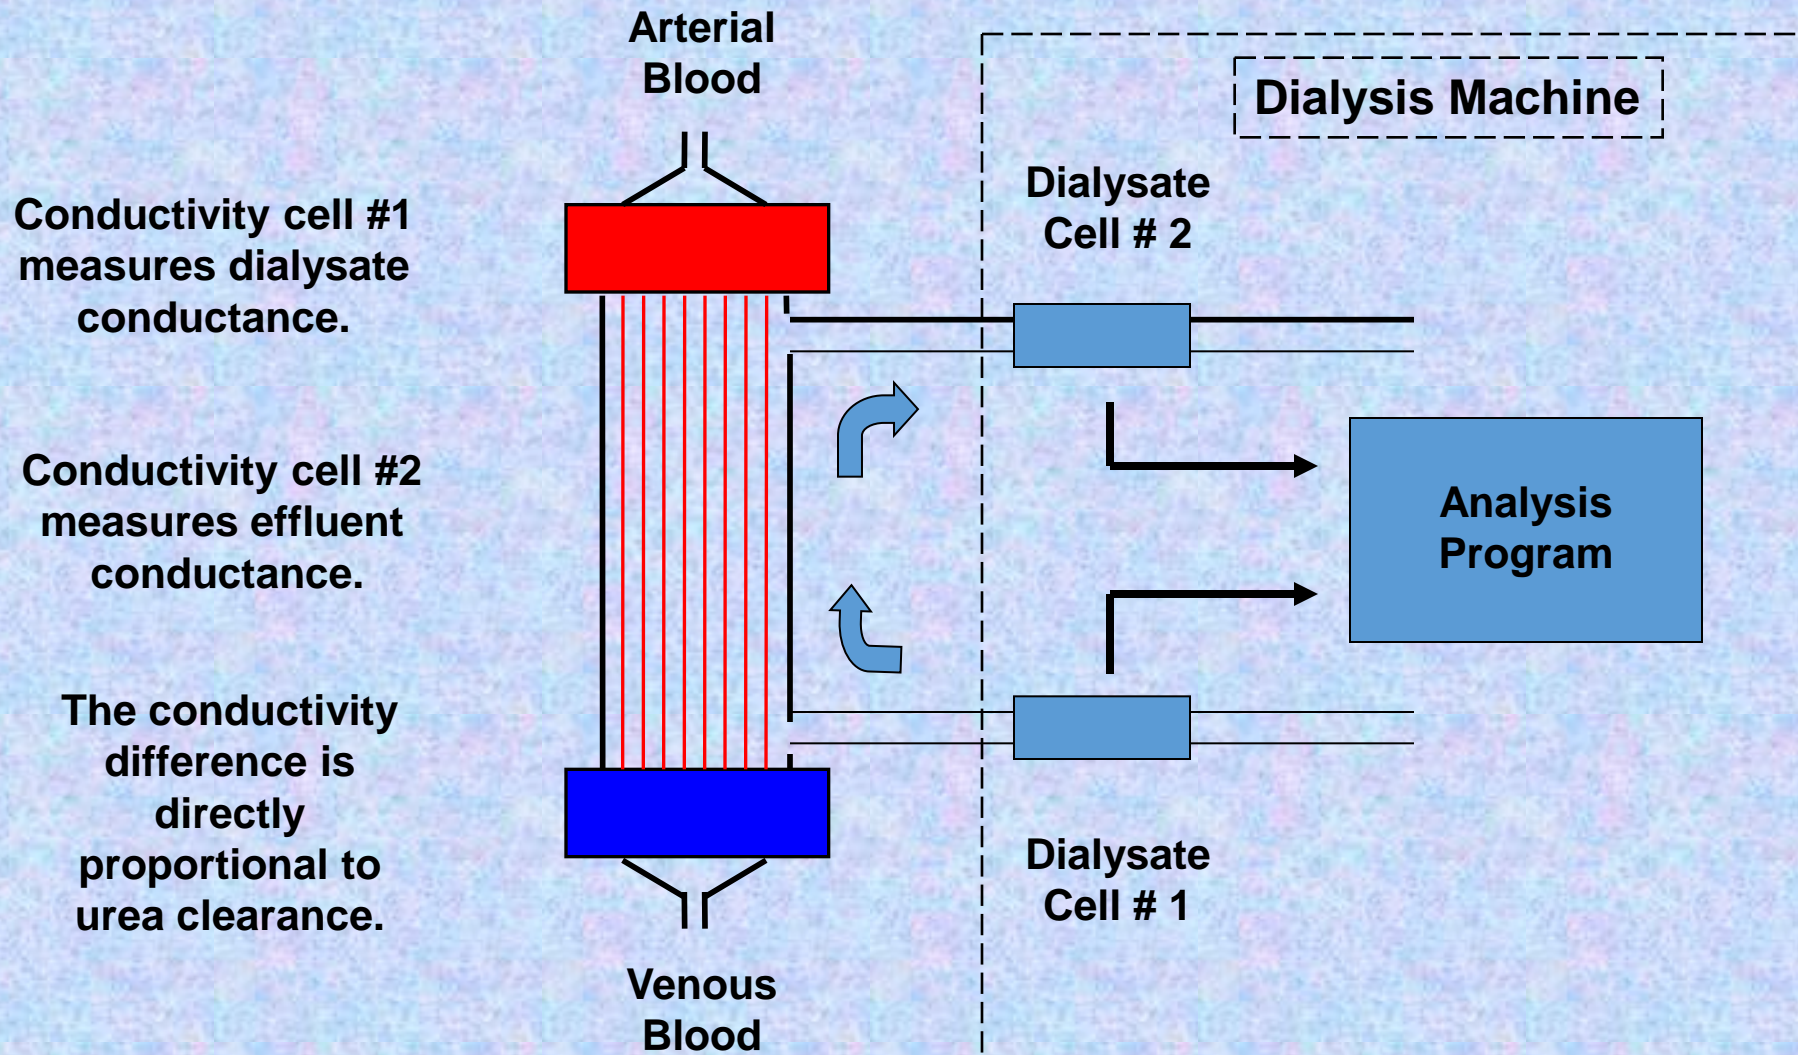 Arterial
Blood
Dialysis Machine
Dialysate
Cell # 2
Conductivity cell #1
measures dialysate
conductance.
Conductivity cell #2
measures effluent
conductance.
Analysis
Program
The conductivity
difference is
directly
proportional to
urea clearance.
Dialysate
Cell # 1
Venous
Blood